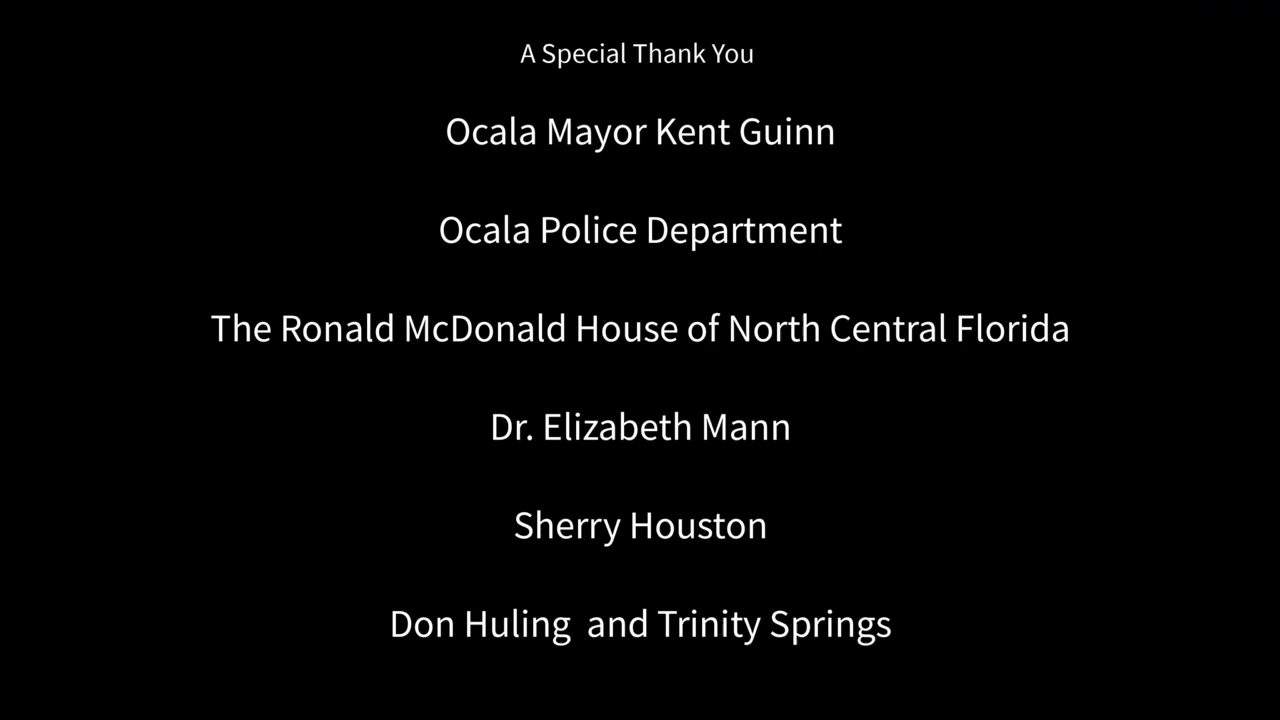 A Special Thank You
Ocala Mayor Kent Guinn
Ocala Police Department
The Ronald McDonald House of North Central Florida
Dr. Elizabeth Mann
Sherry Houston
Don Huling  and Trinity Springs